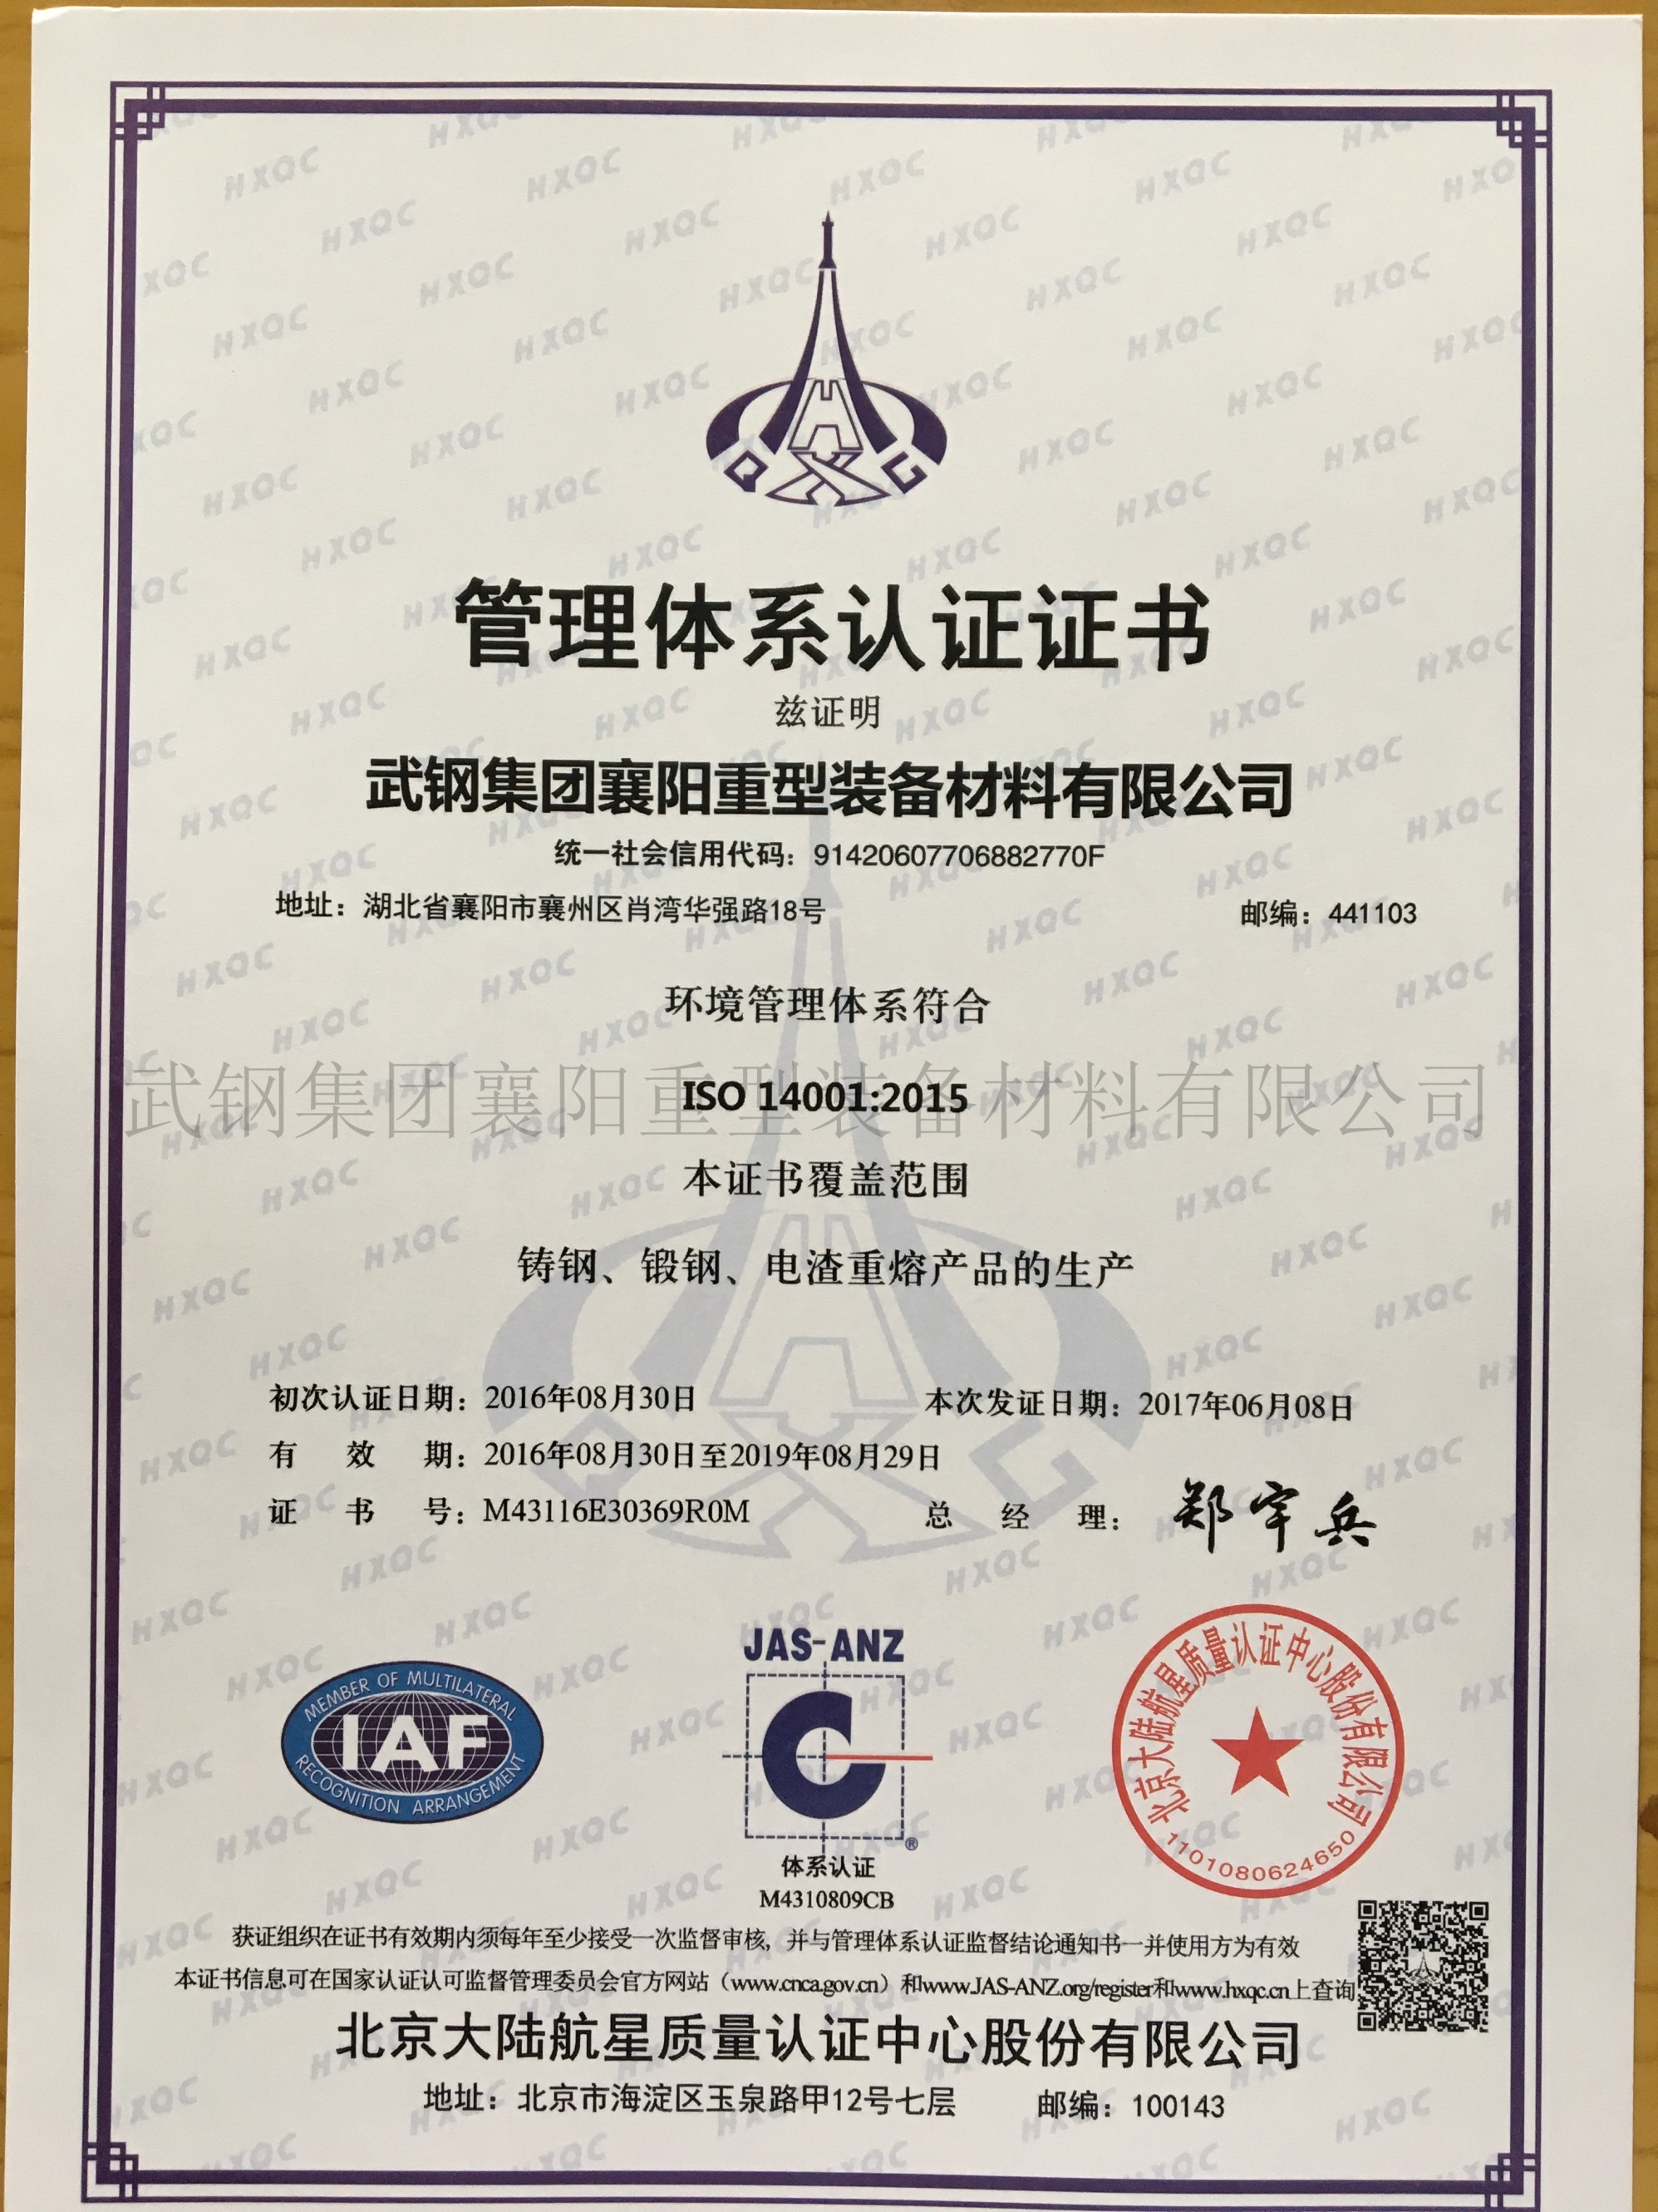 管理体系认证证书
兹证明
武钢集团襄阳重型装备材料有限公司
统一社会信用代码：91420607706882770F
地址：湖北省襄阳市襄州区肖湾华强路18号 邮编：441103
环境管理体系符合
武钢集团襄阳重型装备材料有限公司
ISO 14001:2015
本证书覆盖范围
铸钢、锻钢、电渣重熔产品的生产
初次认证日期：2016年08月30日 本次发证日期：2017年06月08日
有效期：2016年08月30日至2019年08月29日
证书号：M43116E30369R0M 总经理：郑宇兵
MEMBER OF MULTILATERAL
IAF
RECOGNITION ARRANGEMENT
JAS-ANZ
®
体系认证
M4310809CB
北京大陆航星质量认证中心股份有限公司
1101080624650
获证组织在证书有效期内须每年至少接受一次监督审核，并与管理体系认证监督结论通知书一并使用方为有效
本证书信息可在国家认证认可监督管理委员会官方网站（www.cnca.gov.cn）和www.JAS-ANZ.org/register和www.hxqc.cn上查询
北京大陆航星质量认证中心股份有限公司
地址：北京市海淀区玉泉路甲12号七层 邮编：100143
HXQC